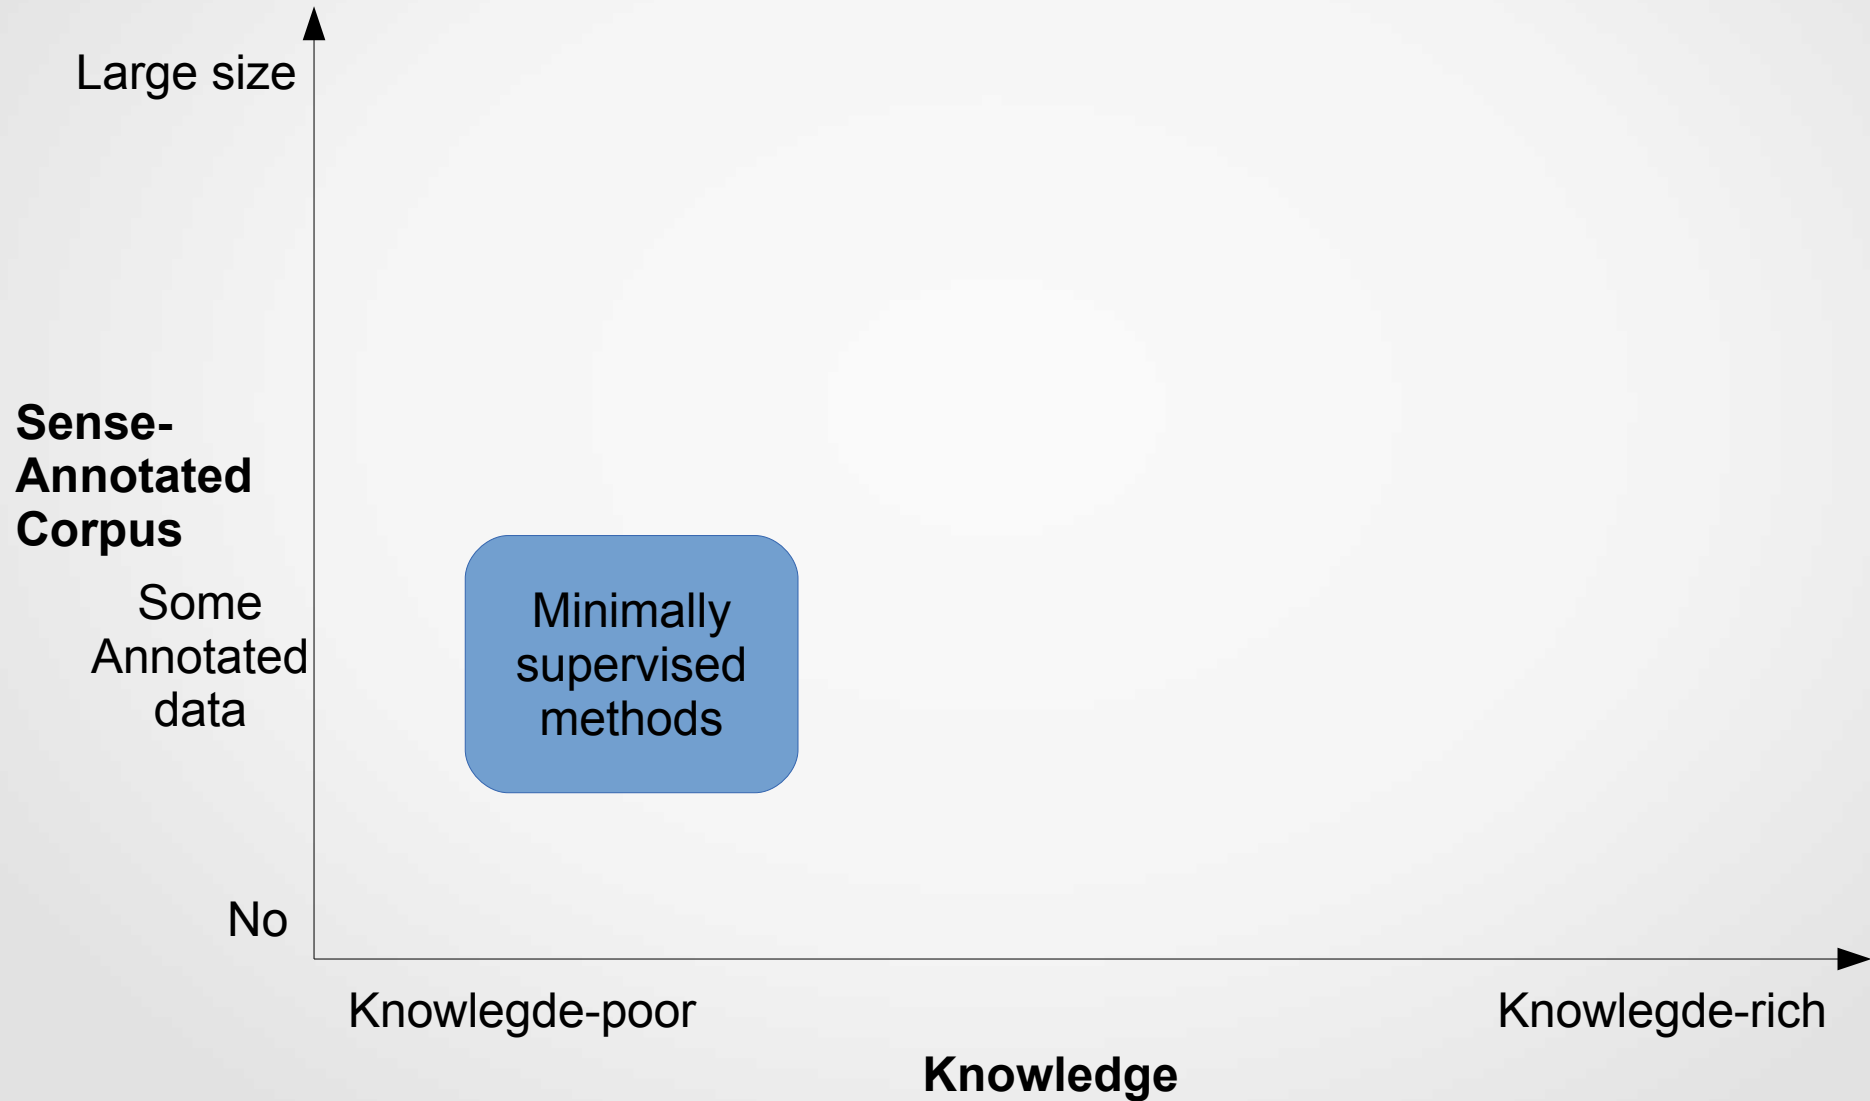 Large size
Sense-
Annotated
Corpus
Some
Annotated
data
Minimally
supervised
methods
No
Knowlegde-poor
Knowlegde-rich
Knowledge